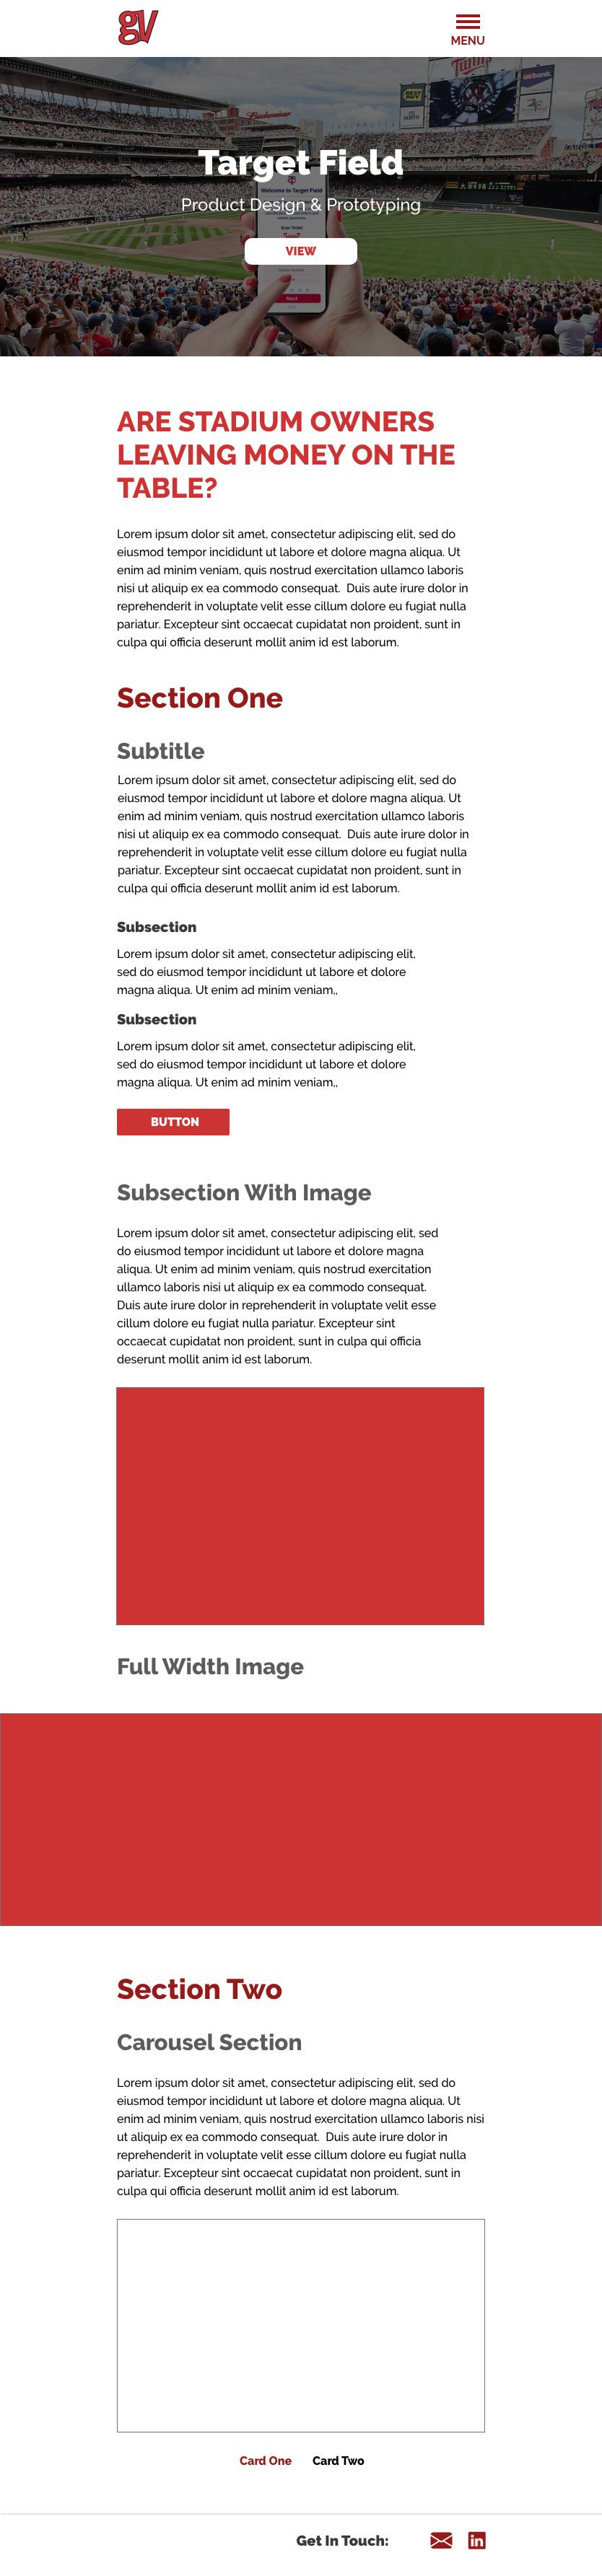 gv
MENU
Target Field
Product Design & Prototyping
Welcome to Target Field
VIEW
Next
ARE STADIUM OWNERS
LEAVING MONEY ON THE
TABLE?
Lorem ipsum dolor sit amet, consectetur adipiscing elit, sed do
eiusmod tempor incididunt ut labore et dolore magna aliqua. Ut
enim ad minim veniam, quis nostrud exercitation ullamco laboris
nisi ut aliquip ex ea commodo consequat.  Duis aute irure dolor in
reprehenderit in voluptate velit esse cillum dolore eu fugiat nulla
pariatur. Excepteur sint occaecat cupidatat non proident, sunt in
culpa qui officia deserunt mollit anim id est laborum.
Section One
Subtitle
Lorem ipsum dolor sit amet, consectetur adipiscing elit, sed do
eiusmod tempor incididunt ut labore et dolore magna aliqua. Ut
enim ad minim veniam, quis nostrud exercitation ullamco laboris
nisi ut aliquip ex ea commodo consequat.  Duis aute irure dolor in
reprehenderit in voluptate velit esse cillum dolore eu fugiat nulla
pariatur. Excepteur sint occaecat cupidatat non proident, sunt in
culpa qui officia deserunt mollit anim id est laborum.
Subsection
Lorem ipsum dolor sit amet, consectetur adipiscing elit,
sed do eiusmod tempor incididunt ut labore et dolore
magna aliqua. Ut enim ad minim veniam,,
Subsection
Lorem ipsum dolor sit amet, consectetur adipiscing elit,
sed do eiusmod tempor incididunt ut labore et dolore
magna aliqua. Ut enim ad minim veniam,,
BUTTON
Subsection With Image
Lorem ipsum dolor sit amet, consectetur adipiscing elit, sed
do eiusmod tempor incididunt ut labore et dolore magna
aliqua. Ut enim ad minim veniam, quis nostrud exercitation
ullamco laboris nisi ut aliquip ex ea commodo consequat.
Duis aute irure dolor in reprehenderit in voluptate velit esse
cillum dolore eu fugiat nulla pariatur. Excepteur sint
occaecat cupidatat non proident, sunt in culpa qui officia
deserunt mollit anim id est laborum.
Full Width Image
Section Two
Carousel Section
Lorem ipsum dolor sit amet, consectetur adipiscing elit, sed do
eiusmod tempor incididunt ut labore et dolore magna aliqua. Ut
enim ad minim veniam, quis nostrud exercitation ullamco laboris nisi
ut aliquip ex ea commodo consequat.  Duis aute irure dolor in
reprehenderit in voluptate velit esse cillum dolore eu fugiat nulla
pariatur. Excepteur sint occaecat cupidatat non proident, sunt in
culpa qui officia deserunt mollit anim id est laborum.
Card One
Card Two
Get In Touch:
in